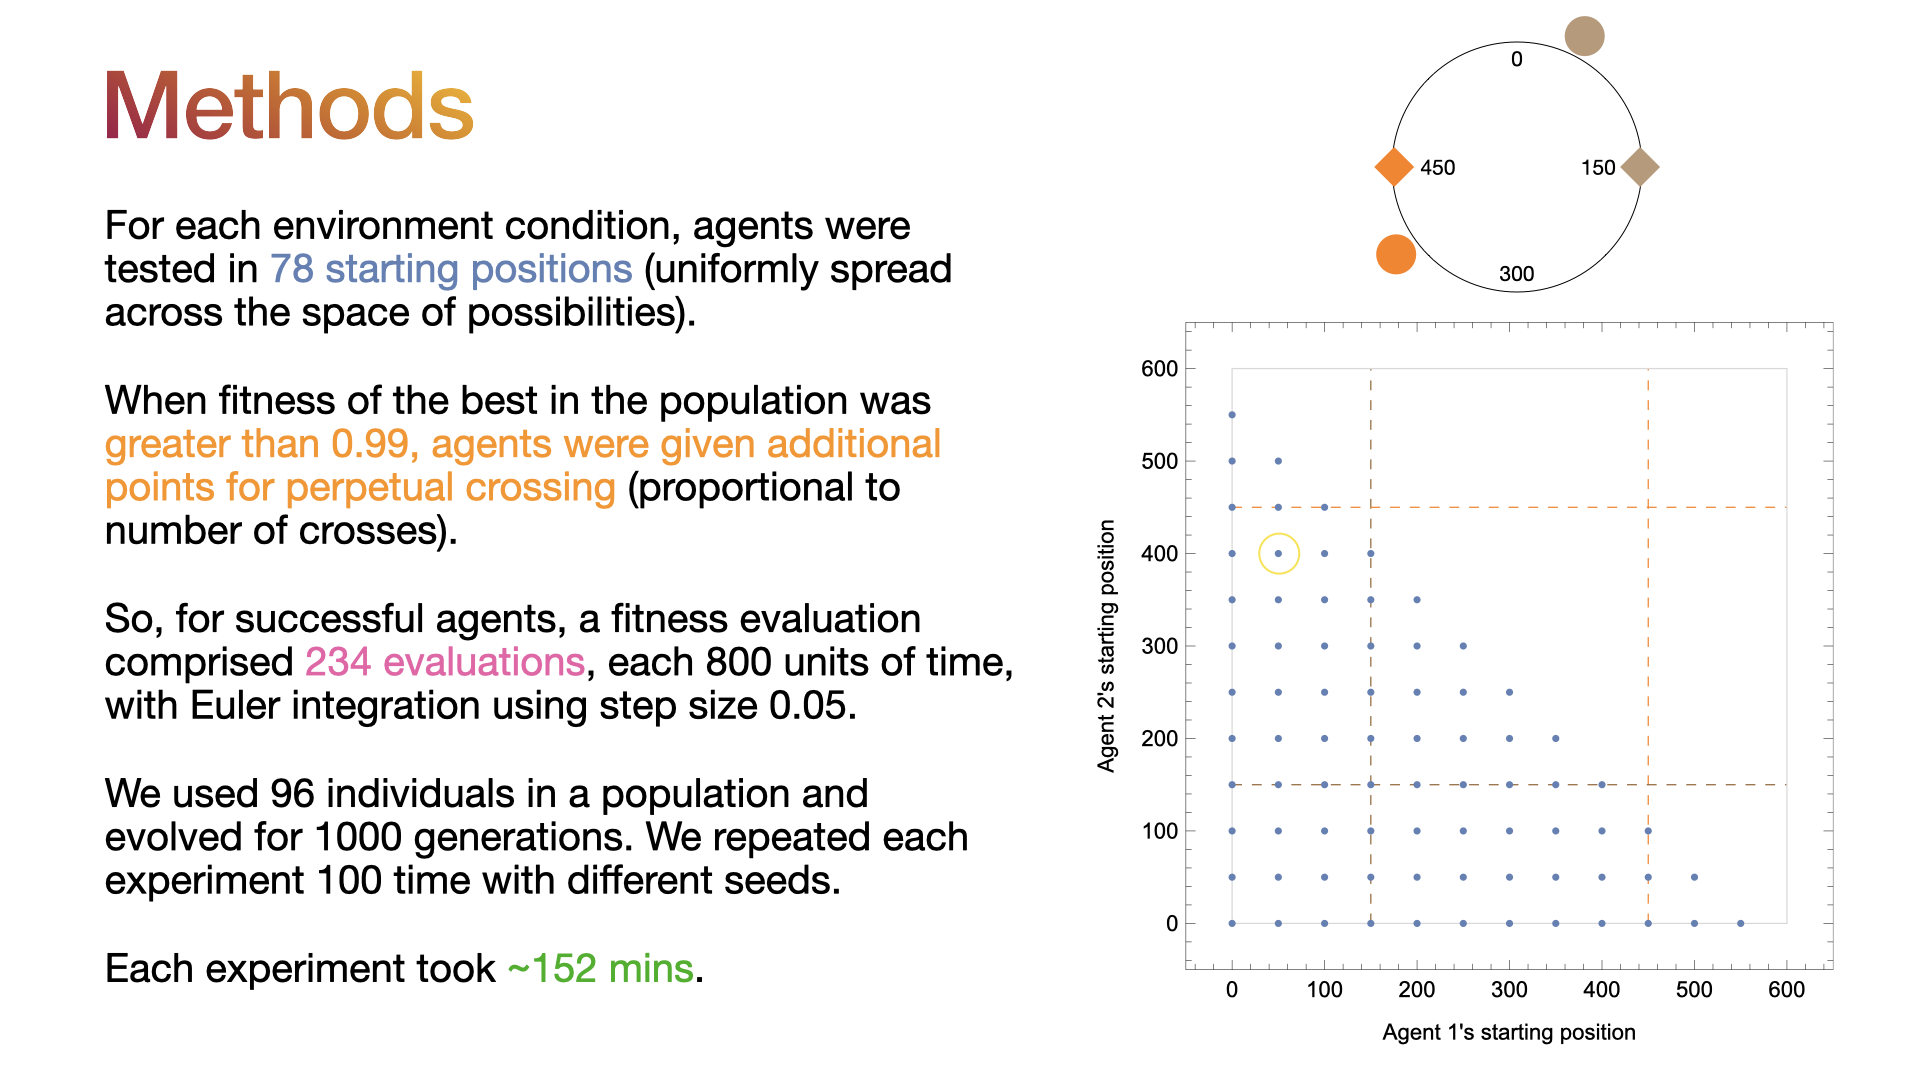 Methods
For each environment condition, agents were
tested in 78 starting positions (uniformly spread
across the space of possibilities).
When fitness of the best in the population was
greater than 0.99, agents were given additional
points for perpetual crossing (proportional to
number of crosses).
So, for successful agents, a fitness evaluation
comprised 234 evaluations, each 800 units of time,
with Euler integration using step size 0.05.
We used 96 individuals in a population and
evolved for 1000 generations. We repeated each
experiment 100 time with different seeds.
Each experiment took ~152 mins.
0
450
150
300
600
500
400
300
200
100
0
Agent 2's starting position
0 100 200 300 400 500 600
Agent 1's starting position